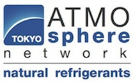 ATMO
TOKYO
sphere
network
natural refrigerants